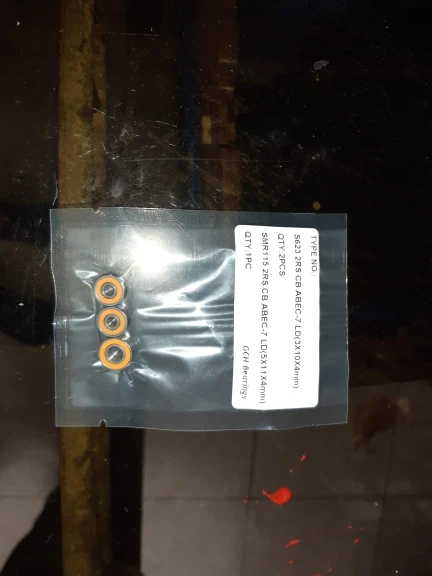 TYPE NO.:
S623 2RS CB ABEC-7 LD(3X10X4mm)
QTY:2PCS
SMR115 2RS CB ABEC-7 LD(5X11X4mm)
QTY:1PC
GCH Bearings